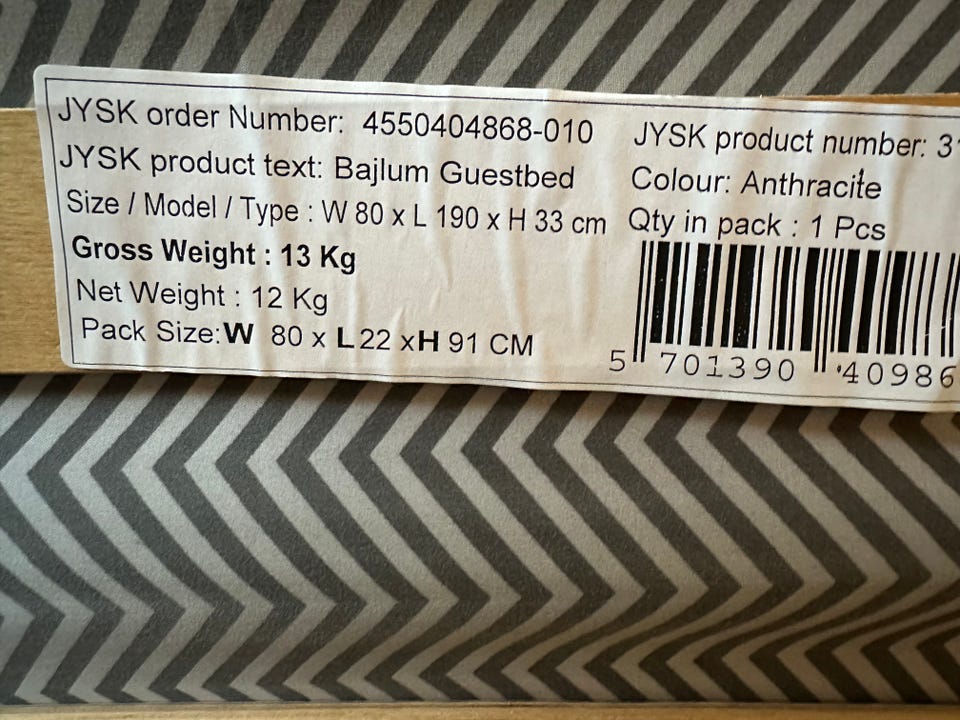 JYSK order Number: 4550404868-010
JYSK product text: Bajlum Guestbed
Size / Model / Type : W 80 x L 190 x H 33 cm
Gross Weight : 13 Kg
Net Weight : 12 Kg
Pack Size: W 80 x L 22 xH 91 CM
JYSK product number: 3
Colour: Anthracite
Qty in pack : 1 Pcs
5 701390 40986